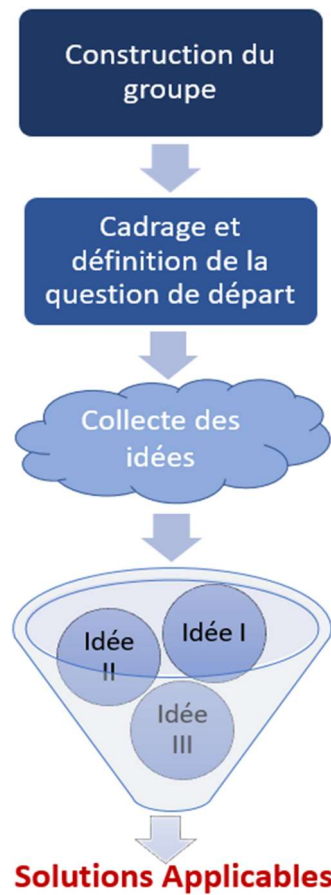 Construction du
groupe
Cadrage et
définition de la
question de départ
Collecte des
idées
Idée I
Idée
II
Idée
III
Solutions Applicables